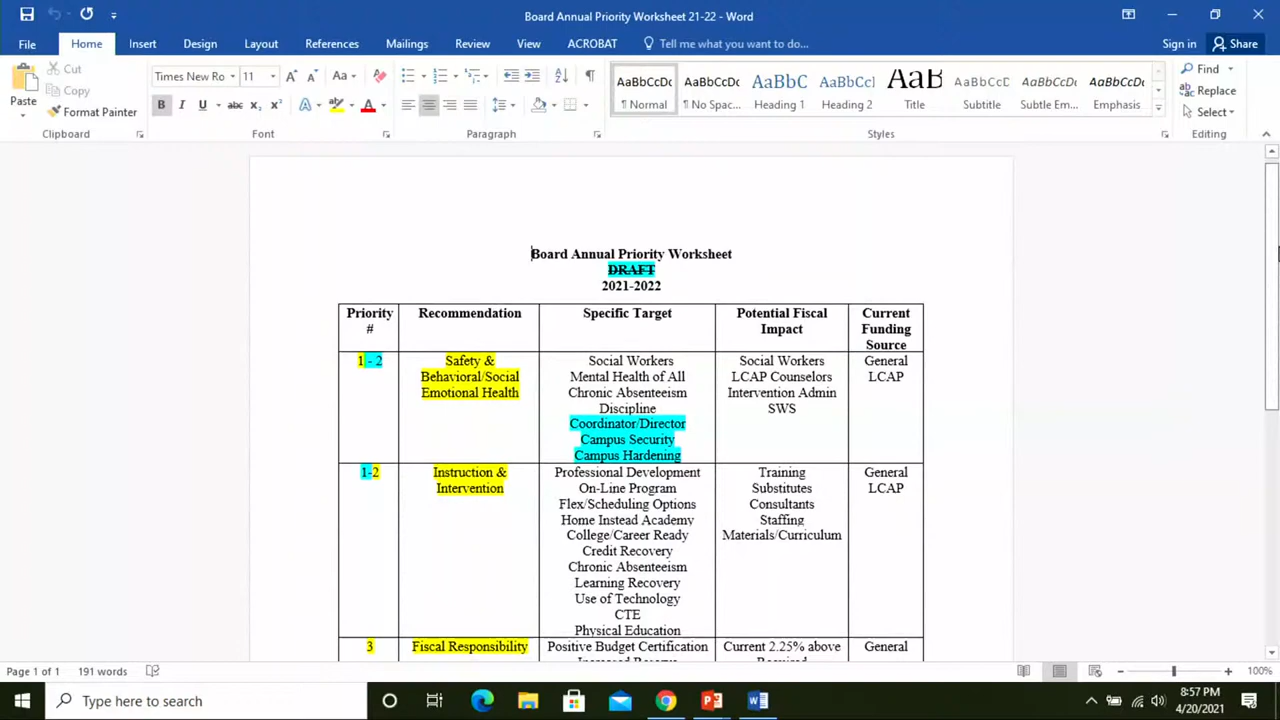 Board Annual Priority Worksheet 21-22 - Word
File Home Insert Design Layout References Mailings Review View ACROBAT Tell me what you want to do... Sign in Share
Paste
Cut
Copy
Format Painter
Clipboard
Times New Ro 11
Font
Paragraph
AaBbCcDc AaBbCcDc AaBbC AaBbCcI AaB AaBbCcD AaBbCcDc AaBbCcDc
¶ Normal ¶ No Spac... Heading Heading Title Subtitle Subtle Em... Emphasis
Styles
Find
Replace
Select
Editing
Board Annual Priority Worksheet
DRAFT
2021-2022
Priority #
Recommendation
Specific Target
Potential Fiscal Impact
Current Funding Source
1 - 2
Safety &
Behavioral/Social
Emotional Health
Social Workers
Mental Health of All
Chronic Absenteeism
Discipline
Coordinator/Director
Campus Security
Campus Hardening
Social Workers
LCAP Counselors
Intervention Admin
SWS
General
LCAP
1-2
Instruction &
Intervention
Professional Development
On-Line Program
Flex/Scheduling Options
Home Instead Academy
College/Career Ready
Credit Recovery
Chronic Absenteeism
Learning Recovery
Use of Technology
CTE
Physical Education
Training
Substitutes
Consultants
Staffing
Materials/Curriculum
General
LCAP
3
Fiscal Responsibility
Positive Budget Certification
Current 2.25% above
General
Page 1 of 1 191 words 100%
Type here to search
8:57 PM
4/20/2021